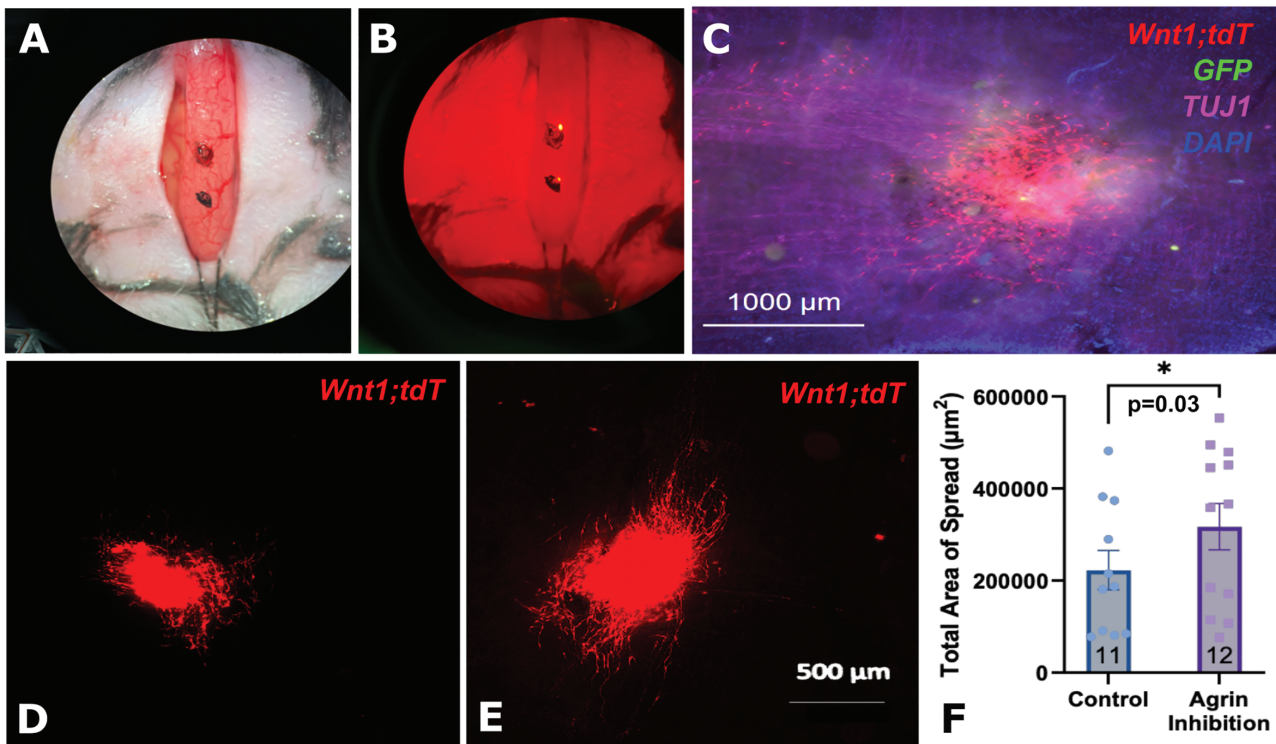 A
B
C
Wnt1;tdT
GFP
TUJ1
DAPI
1000 µm
Wnt1;tdT
D
Wnt1;tdT
500 µm
E
Total Area of Spread (µm²)
600000
400000
200000
0
*
p=0.03
11
12
Control
Agrin
Inhibition
F